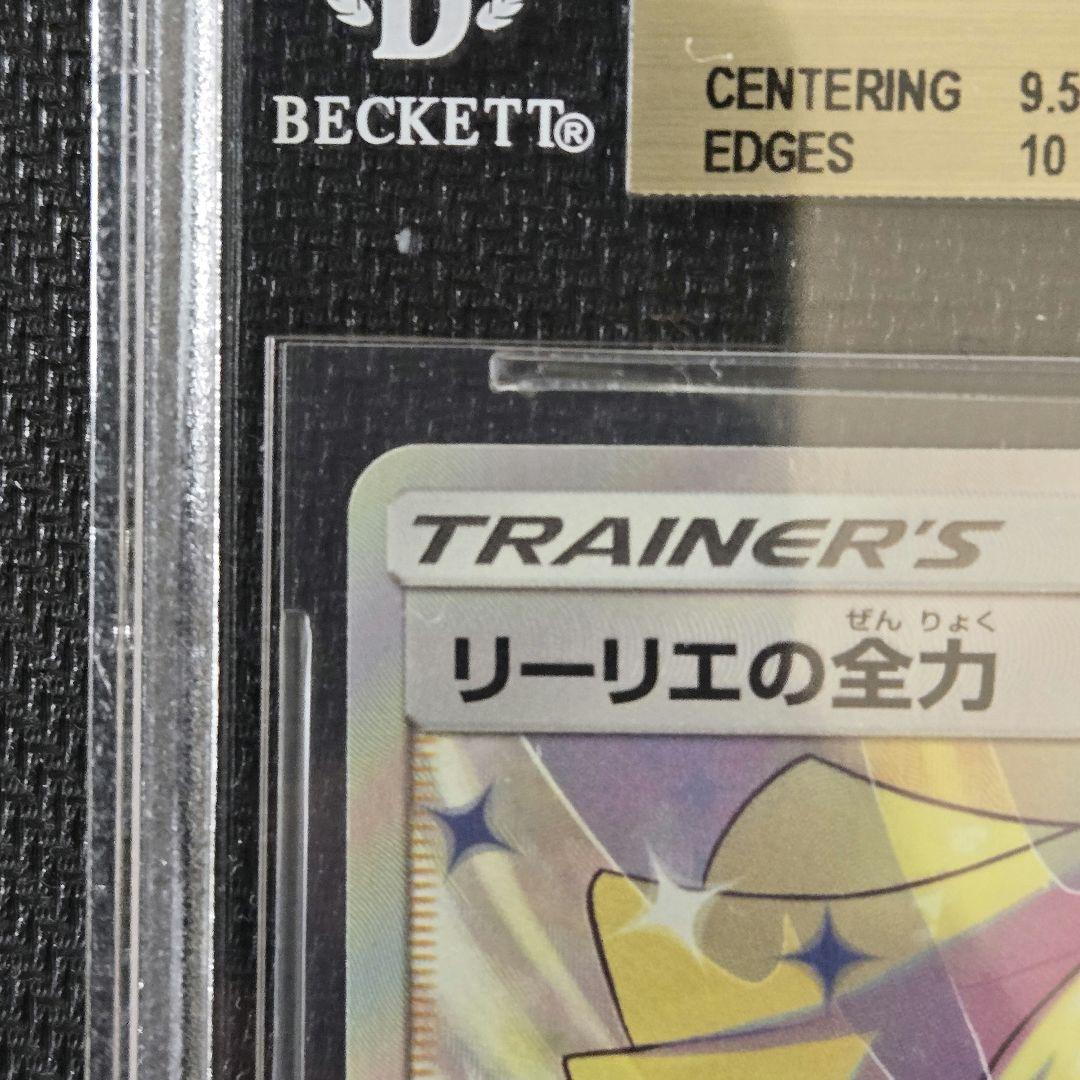 BECKETT®
CENTERING 9.5
EDGES 10
TRAINER'S
ぜん りょく
リーリエの全力